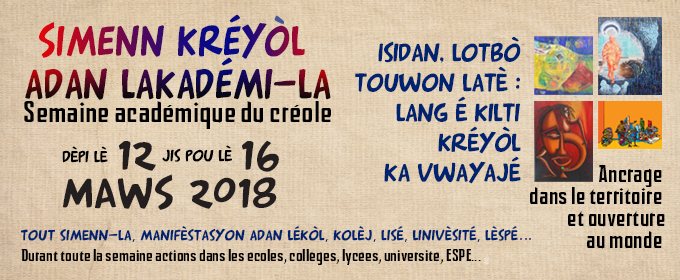 SIMENN KRÉYÒL
ADAN LAKADÉMI-LA
Semaine académique du créole
DÈPI LÈ 12 JIS POU LÈ 16
MAWS 2018
ISIDAN, LOTBÒ
TOUWON LATÈ :
LANG É KILTI
KRÉYÒL
KA VWAYAJÉ
Ancrage
dans le territoire
et ouverture
au monde
TOUT SIMENN-LA, MANIFÈSTASYON ADAN LÉKÒL, KOLÈJ, LISÉ, LINIVÈSITÉ, LÈSPÉ...
Durant toute la semaine actions dans les ecoles, colleges, lycees, universite, ESPE...